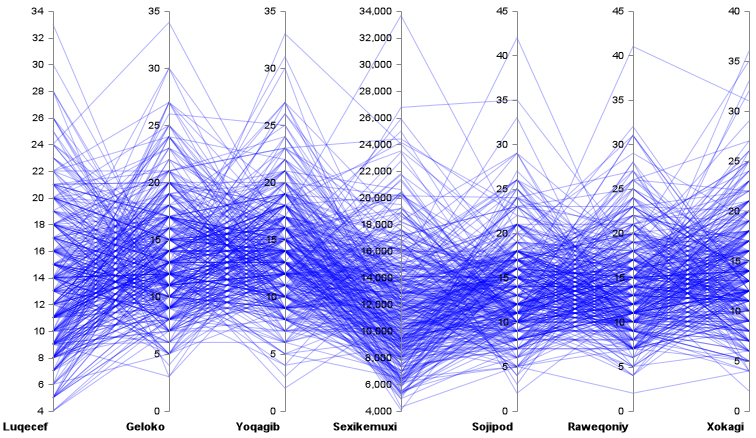 34 35 35 34,000 45 45 40
32 32,000
30 30 30 30,000 40 40 35
28 28,000
26 26,000 35 35 30
24 25 25 24,000
22 22,000 30 30
20 20 20 20,000 25 25
18 18,000 20
16 15 15 16,000 20 20 15
14 14,000 15 15
12 10 10 12,000 10
10 10,000 10 10
8 5 5 8,000 5 5 5
6 6,000
4 0 0 4,000 0 0 0
Luqecef Geloko Yoqagib Sexikemuxi Sojipod Raweqoniy Xokagi